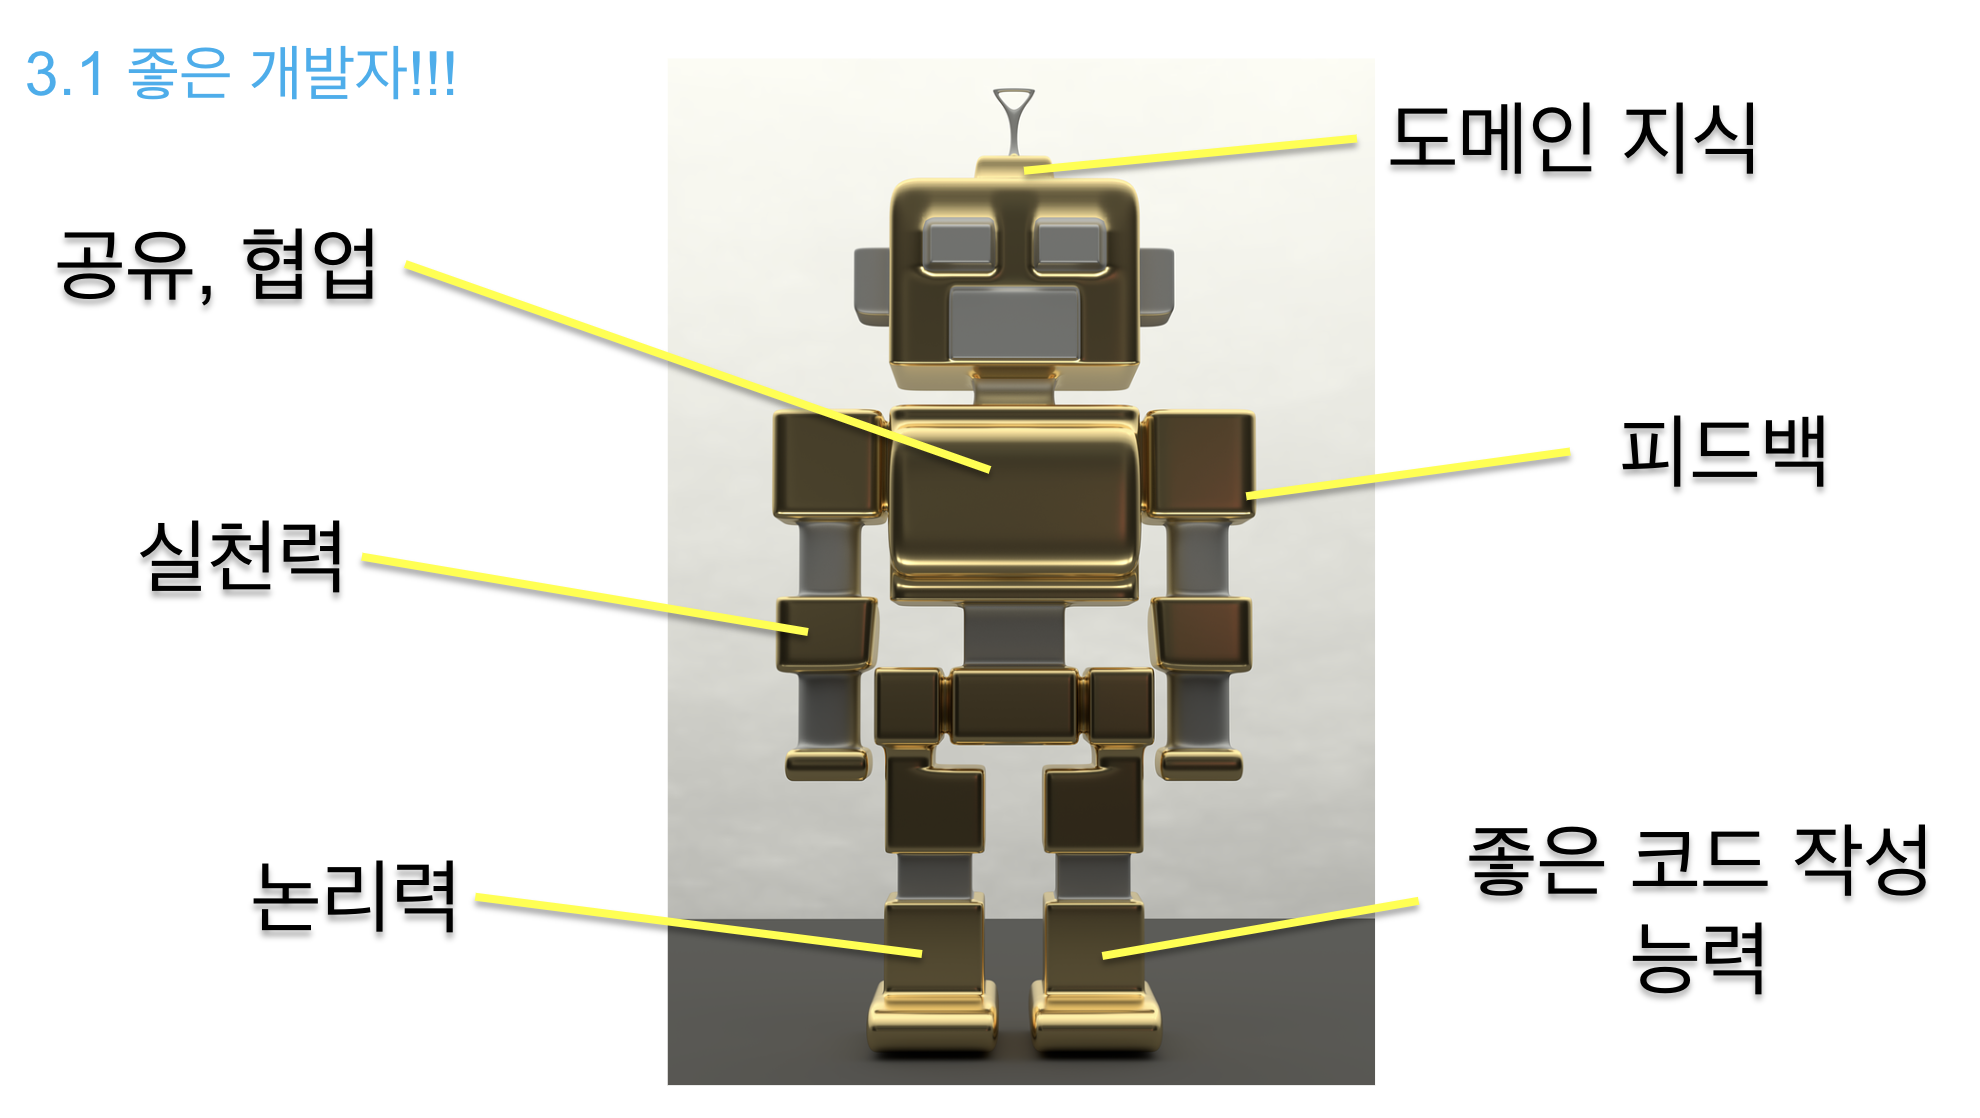 3.1 좋은 개발자!!!
도메인 지식
공유, 협업
피드백
실천력
논리력
좋은 코드 작성
능력